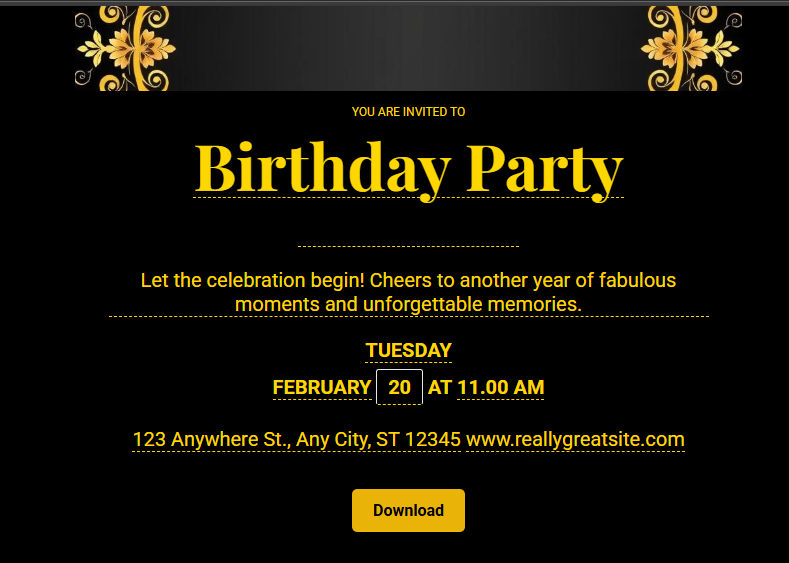 YOU ARE INVITED TO
Birthday Party
Let the celebration begin! Cheers to another year of fabulous
moments and unforgettable memories.
TUESDAY
FEBRUARY 20 AT 11.00 AM
123 Anywhere St., Any City, ST 12345 www.reallygreatsite.com
Download